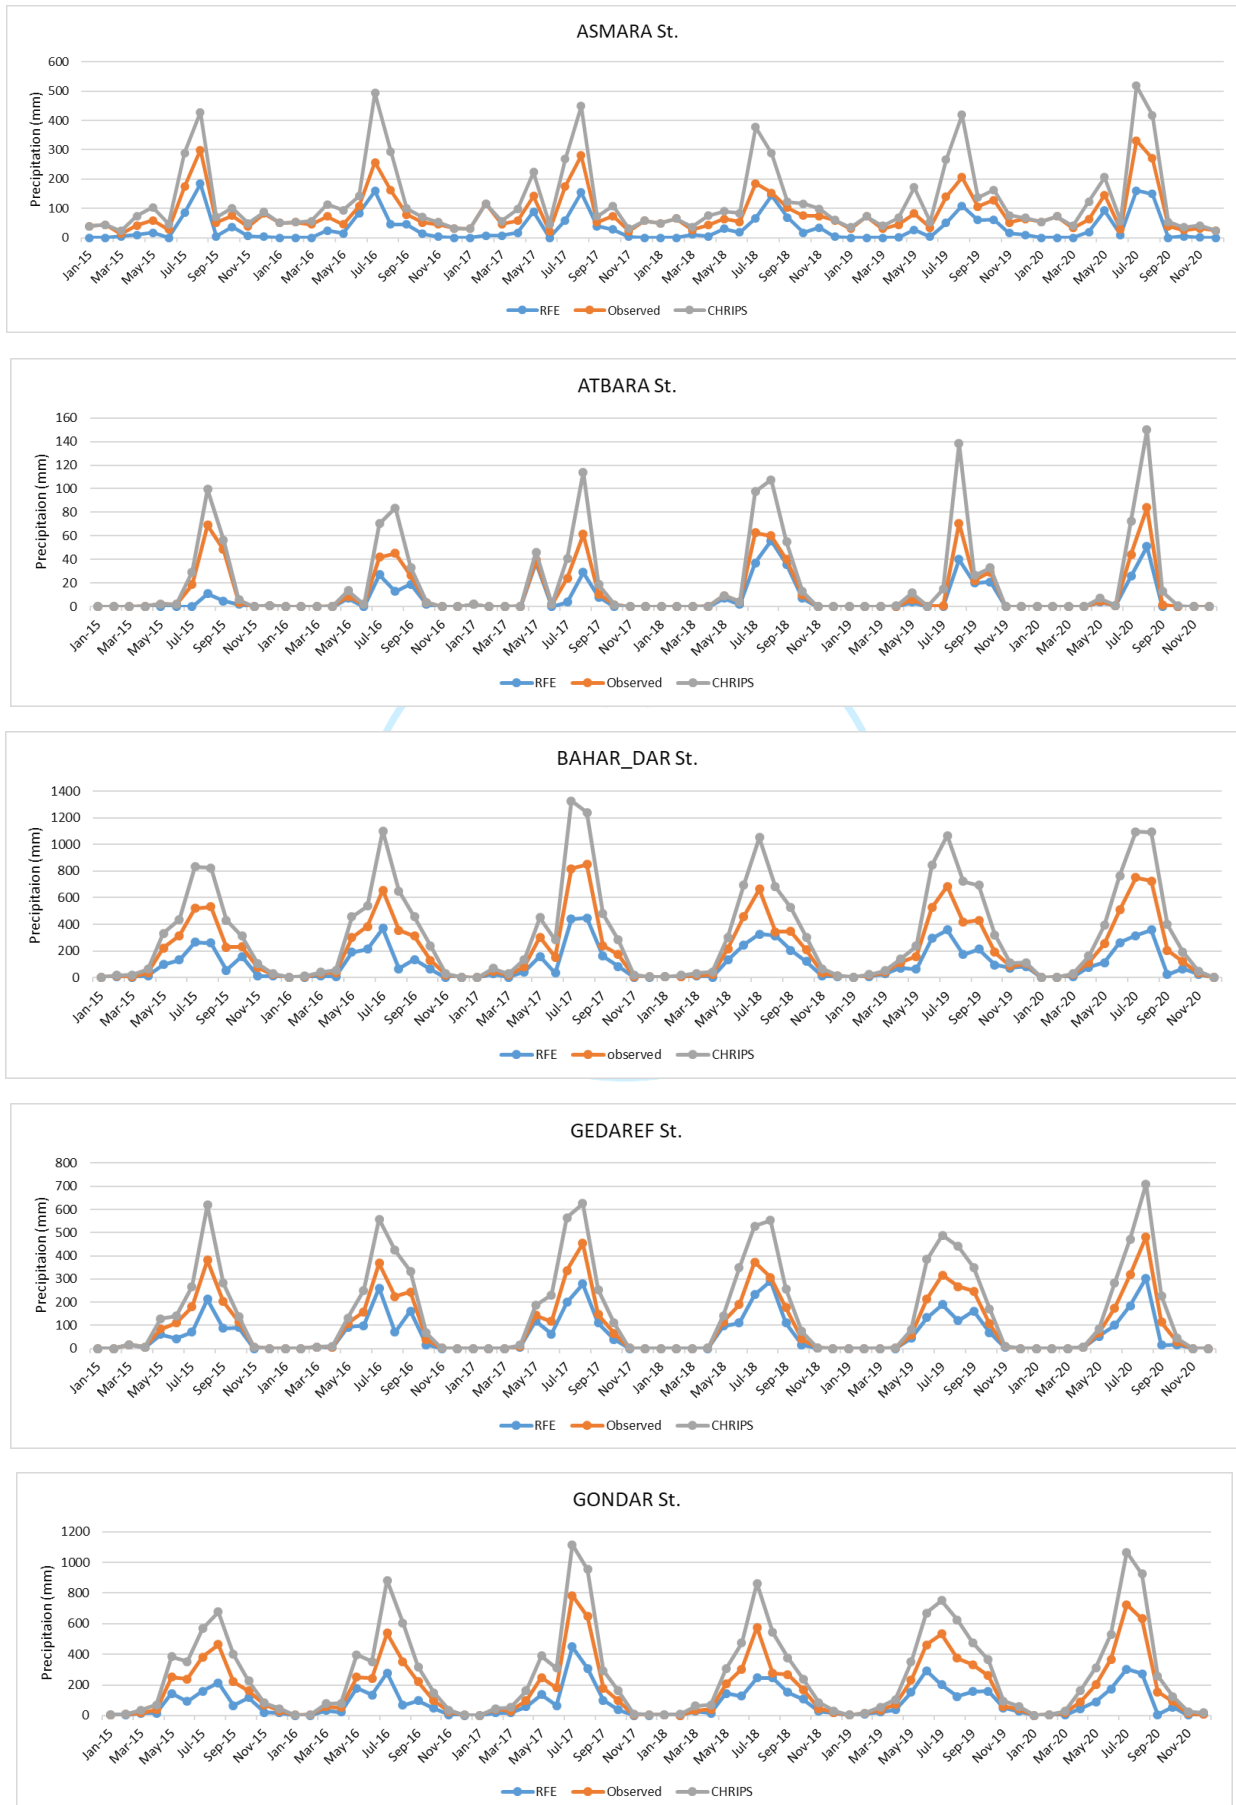 ASMARA St.
Precipitation (mm)
600
500
400
300
200
100
0
Jan-15 Mar-15 May-15 Jul-15 Sep-15 Nov-15 Jan-16 Mar-16 May-16 Jul-16 Sep-16 Nov-16 Jan-17 Mar-17 May-17 Jul-17 Sep-17 Nov-17 Jan-18 Mar-18 May-18 Jul-18 Sep-18 Nov-18 Jan-19 Mar-19 May-19 Jul-19 Sep-19 Nov-19 Jan-20 Mar-20 May-20 Jul-20 Sep-20 Nov-20
RFE Observed CHRIPS
ATBARA St.
Precipitaion (mm)
160
140
120
100
80
60
40
20
0
Jan-15 Mar-15 May-15 Jul-15 Sep-15 Nov-15 Jan-16 Mar-16 May-16 Jul-16 Sep-16 Nov-16 Jan-17 Mar-17 May-17 Jul-17 Sep-17 Nov-17 Jan-18 Mar-18 May-18 Jul-18 Sep-18 Nov-18 Jan-19 Mar-19 May-19 Jul-19 Sep-19 Nov-19 Jan-20 Mar-20 May-20 Jul-20 Sep-20 Nov-20
RFE Observed CHRIPS
BAHAR_DAR St.
Precipitaion (mm)
1400
1200
1000
800
600
400
200
0
Jan-15 Mar-15 May-15 Jul-15 Sep-15 Nov-15 Jan-16 Mar-16 May-16 Jul-16 Sep-16 Nov-16 Jan-17 Mar-17 May-17 Jul-17 Sep-17 Nov-17 Jan-18 Mar-18 May-18 Jul-18 Sep-18 Nov-18 Jan-19 Mar-19 May-19 Jul-19 Sep-19 Nov-19 Jan-20 Mar-20 May-20 Jul-20 Sep-20 Nov-20
RFE observed CHRIPS
GEDAREF St.
Precipitaion (mm)
800
700
600
500
400
300
200
100
0
Jan-15 Mar-15 May-15 Jul-15 Sep-15 Nov-15 Jan-16 Mar-16 May-16 Jul-16 Sep-16 Nov-16 Jan-17 Mar-17 May-17 Jul-17 Sep-17 Nov-17 Jan-18 Mar-18 May-18 Jul-18 Sep-18 Nov-18 Jan-19 Mar-19 May-19 Jul-19 Sep-19 Nov-19 Jan-20 Mar-20 May-20 Jul-20 Sep-20 Nov-20
RFE Observed CHRIPS
GONDAR St.
Precipitaion (mm)
1200
1000
800
600
400
200
0
Jan-15 Mar-15 May-15 Jul-15 Sep-15 Nov-15 Jan-16 Mar-16 May-16 Jul-16 Sep-16 Nov-16 Jan-17 Mar-17 May-17 Jul-17 Sep-17 Nov-17 Jan-18 Mar-18 May-18 Jul-18 Sep-18 Nov-18 Jan-19 Mar-19 May-19 Jul-19 Sep-19 Nov-19 Jan-20 Mar-20 May-20 Jul-20 Sep-20 Nov-20
RFE Observed CHRIPS